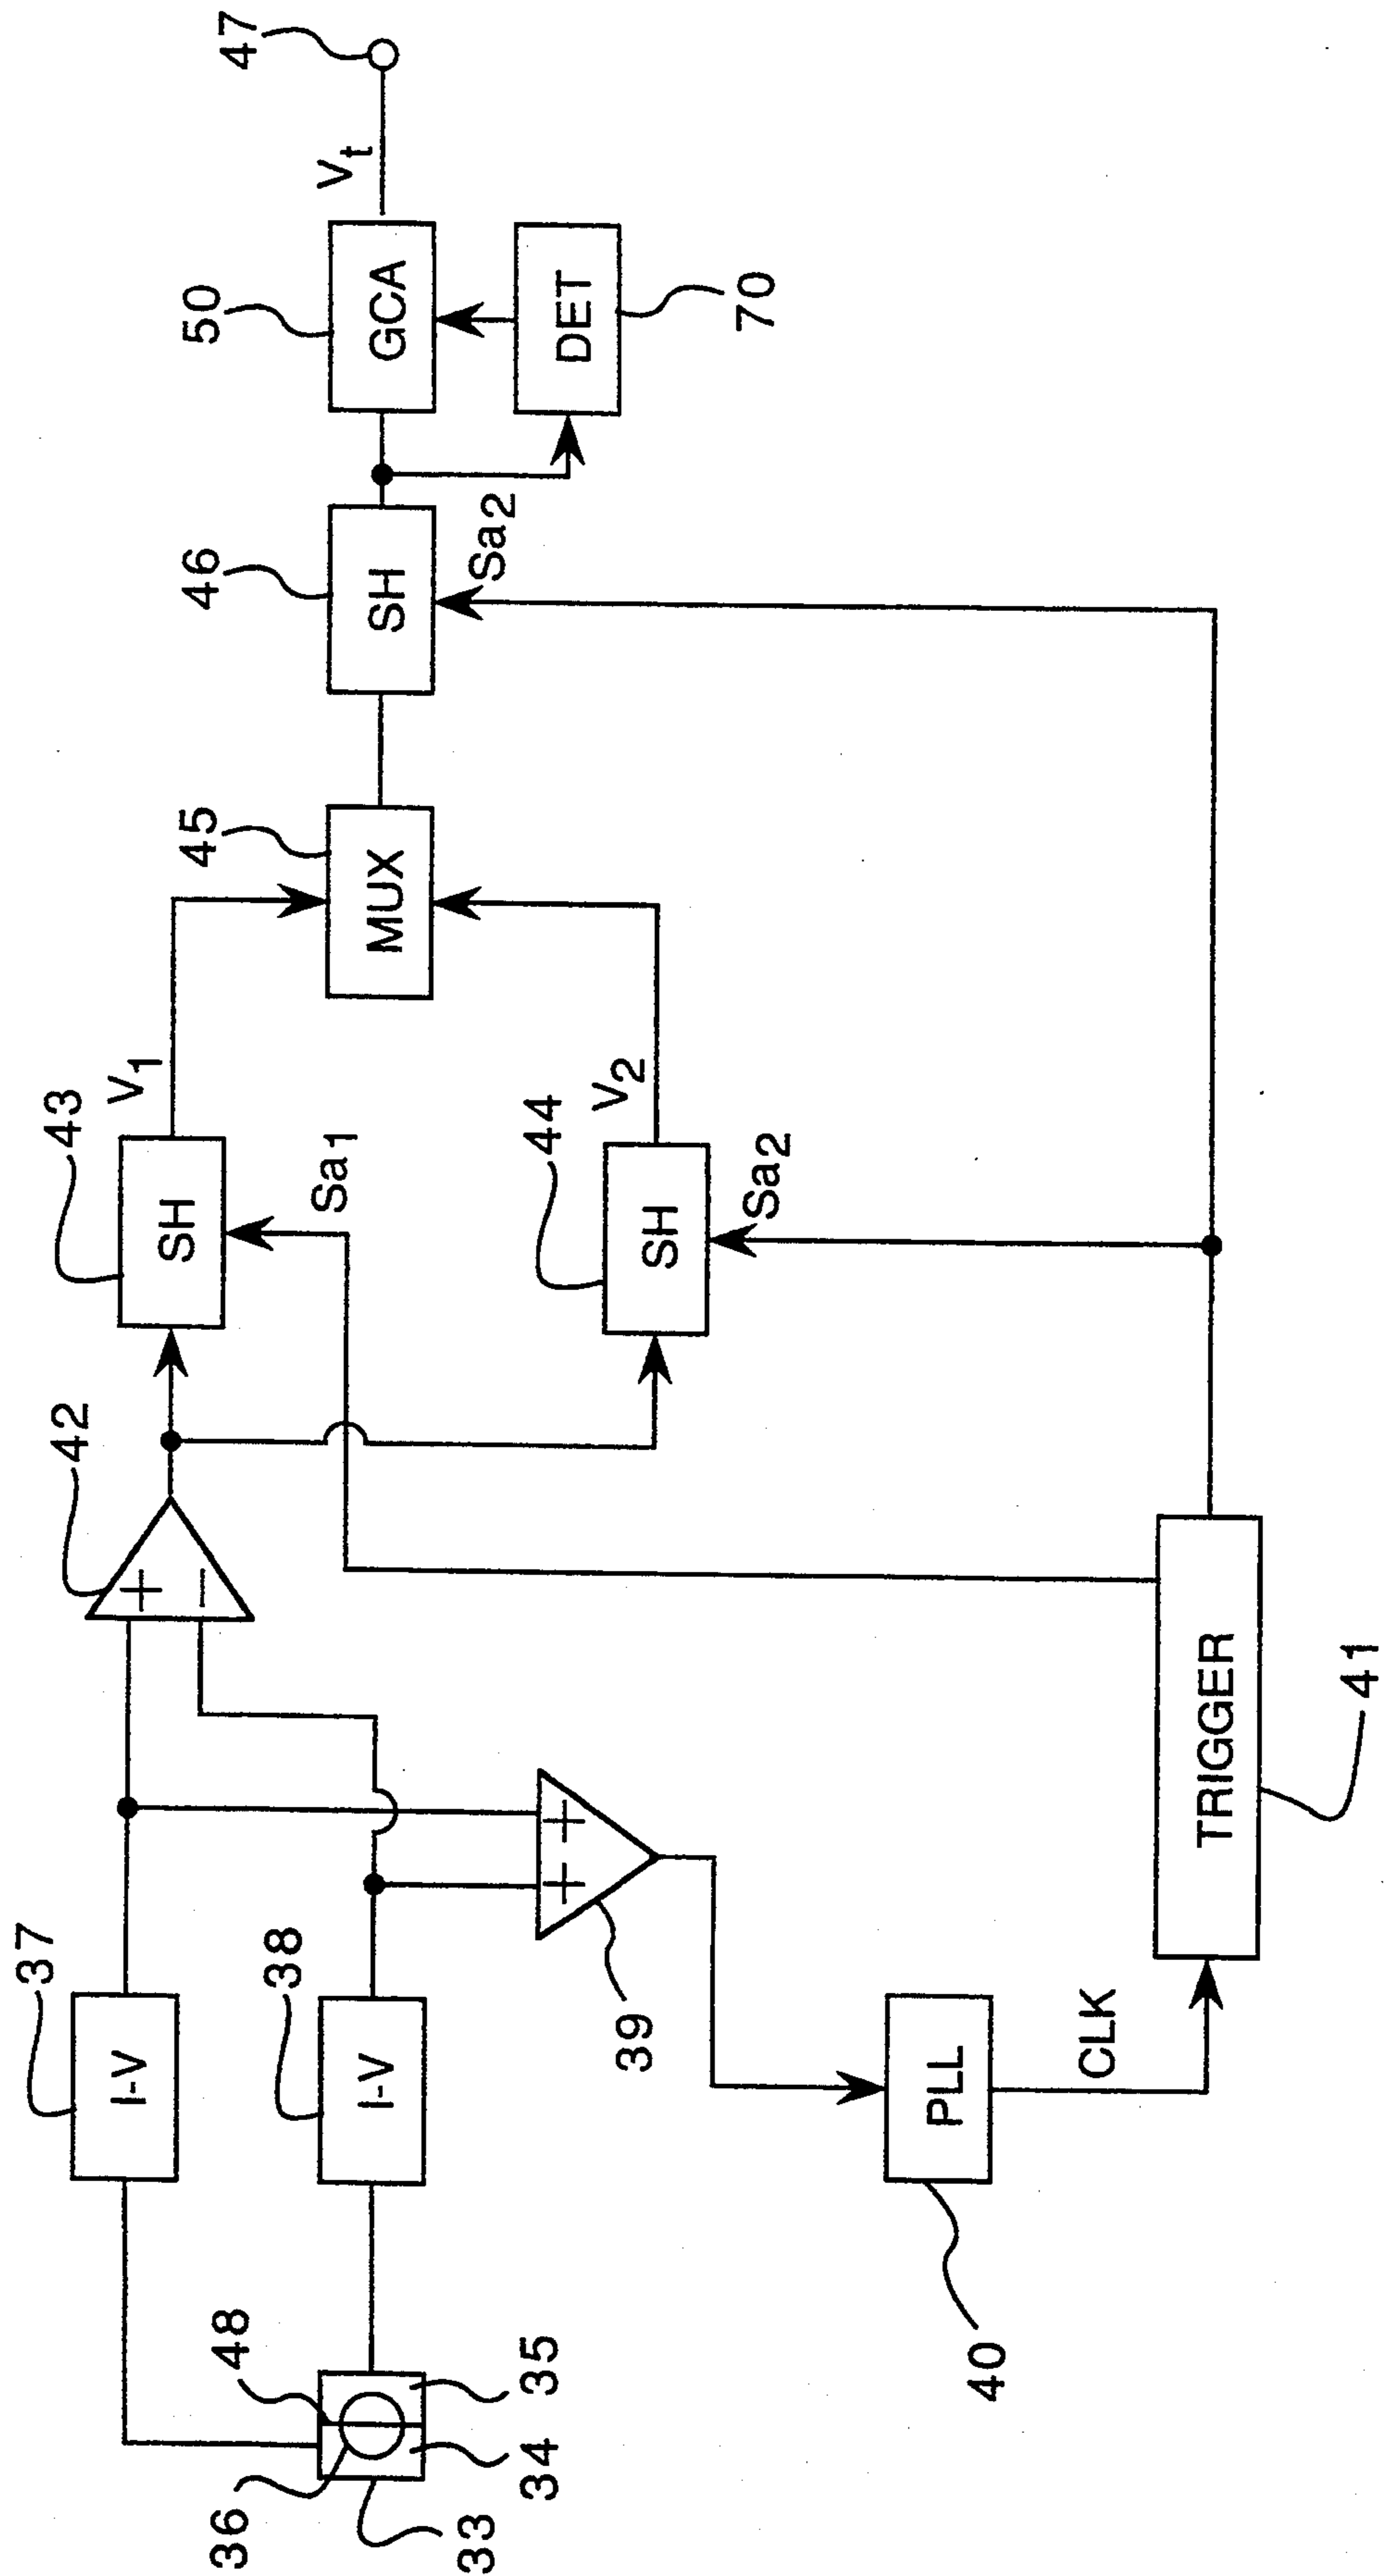 47
Vt
50
GCA
DET
70
46
SH
Sa2
45
MUX
43
V1
SH
Sa1
44
V2
SH
Sa2
42
+
−
37
I-V
38
I-V
+
+
39
PLL
40
CLK
TRIGGER
41
48
35
36
34
33